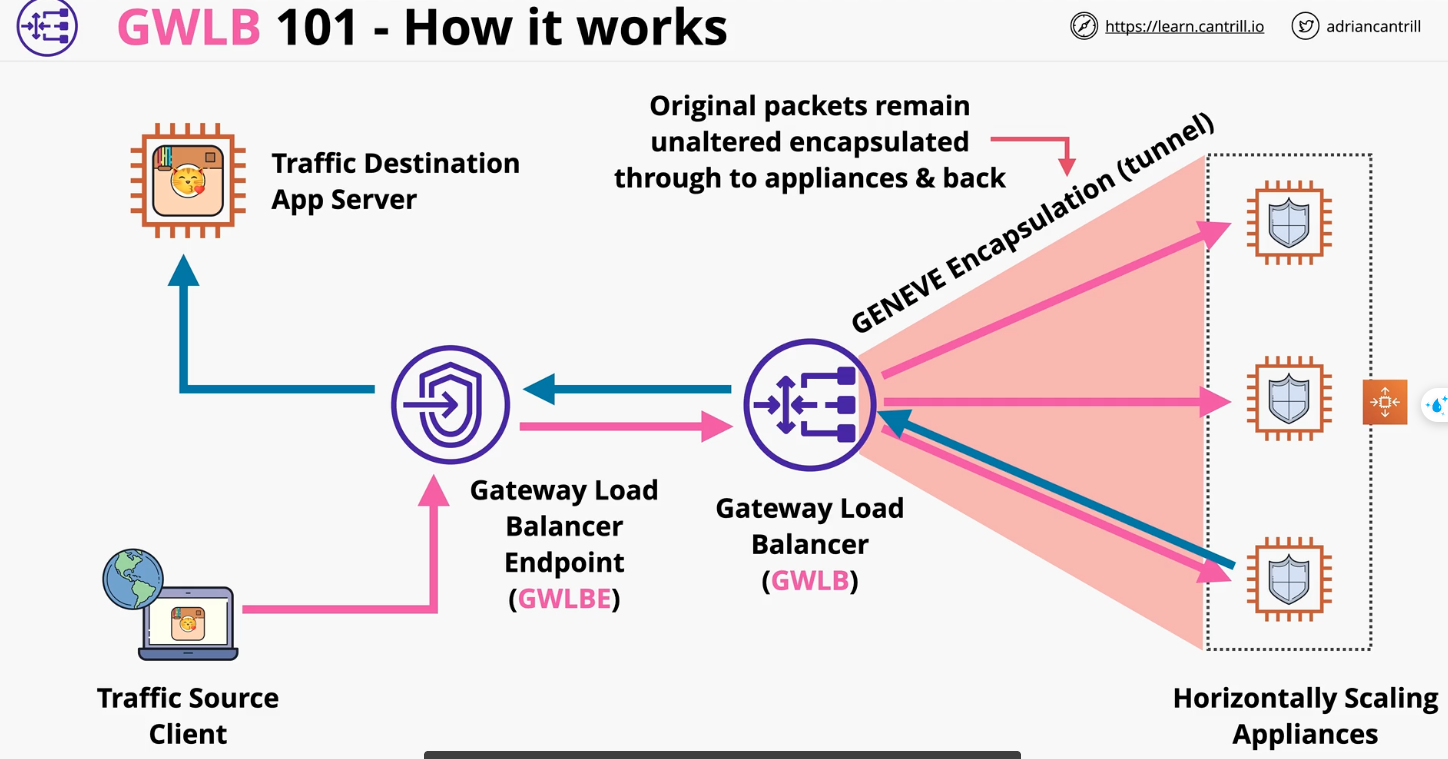 GWLB 101 - How it works
https://learn.cantrill.io
adriancantrill
Original packets remain
unaltered encapsulated
through to appliances & back
GENEVE Encapsulation (tunnel)
Traffic Destination
App Server
Gateway Load
Balancer
Endpoint
(GWLBE)
Gateway Load
Balancer
(GWLB)
Traffic Source
Client
Horizontally Scaling
Appliances